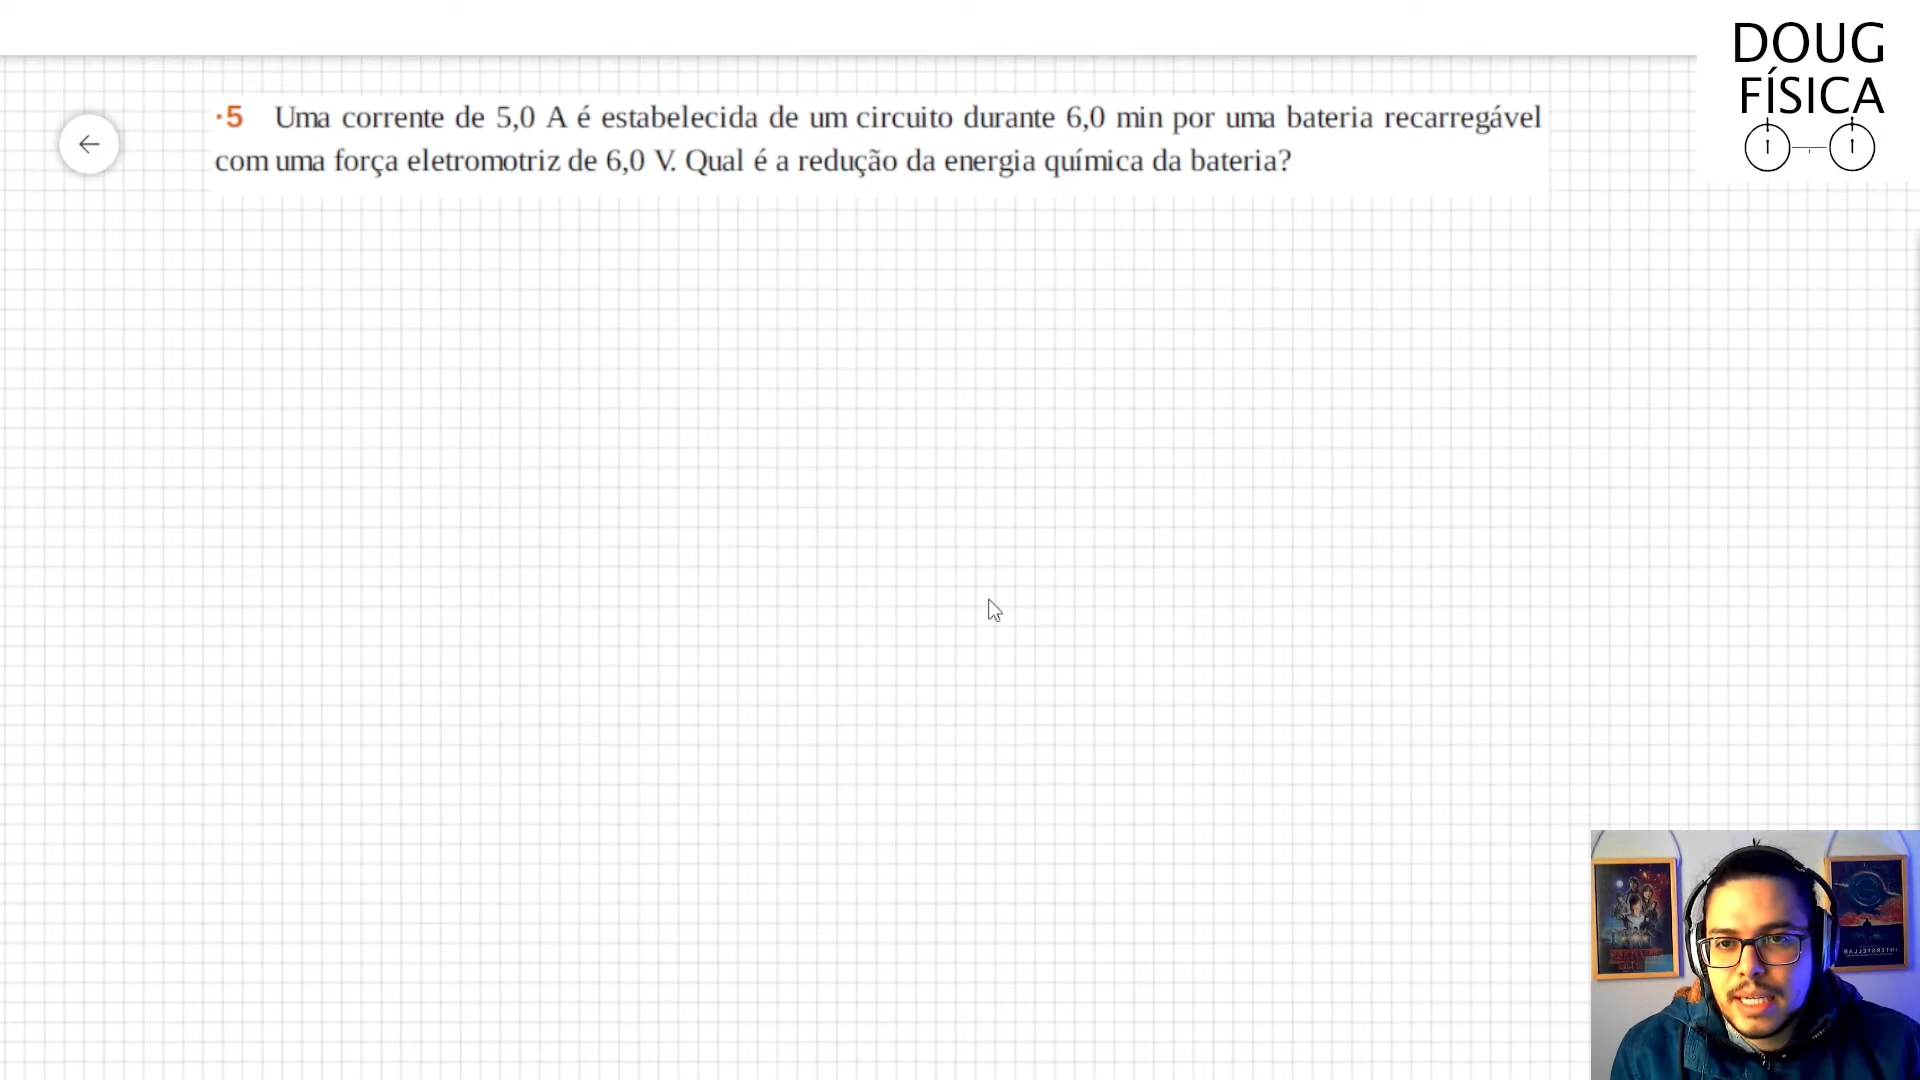 DOUG
FÍSICA
·5 Uma corrente de 5,0 A é estabelecida de um circuito durante 6,0 min por uma bateria recarregável
com uma força eletromotriz de 6,0 V. Qual é a redução da energia química da bateria?
INTERSTELLAR